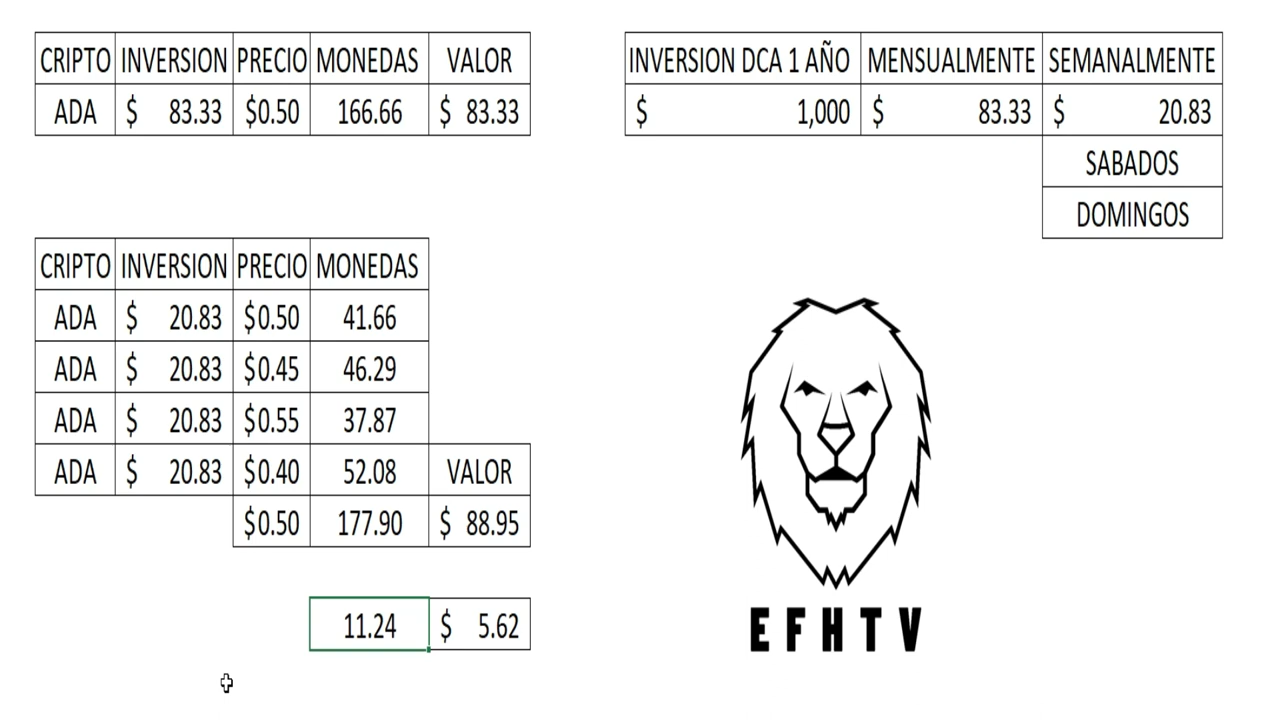 CRIPTO INVERSION PRECIO MONEDAS VALOR
ADA $ 83.33 $0.50 166.66 $ 83.33
INVERSION DCA 1 AÑO MENSUALMENTE SEMANALMENTE
$ 1,000 $ 83.33 $ 20.83
SABADOS
DOMINGOS
CRIPTO INVERSION PRECIO MONEDAS
ADA $ 20.83 $0.50 41.66
ADA $ 20.83 $0.45 46.29
ADA $ 20.83 $0.55 37.87
ADA $ 20.83 $0.40 52.08 VALOR
$0.50 177.90 $ 88.95
11.24 $ 5.62
EFHTV